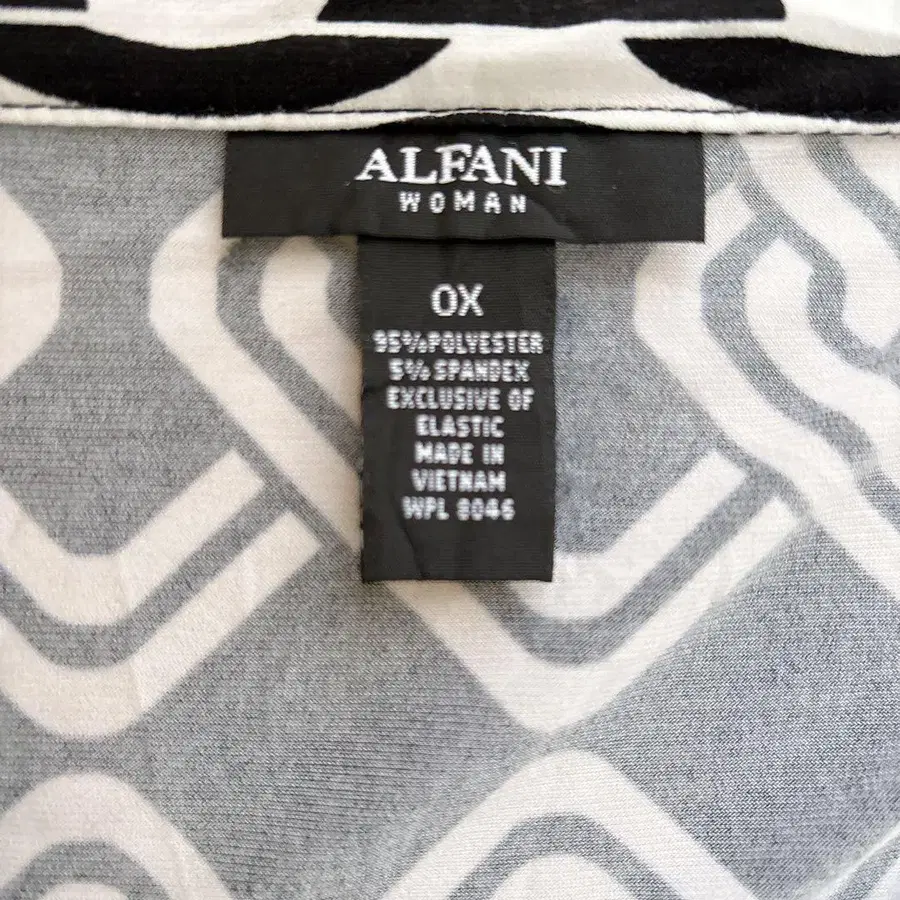 ALFANI
WOMAN
0X
95% POLYESTER
5% SPANDEX
EXCLUSIVE OF
ELASTIC
MADE IN
VIETNAM
WPL 8046